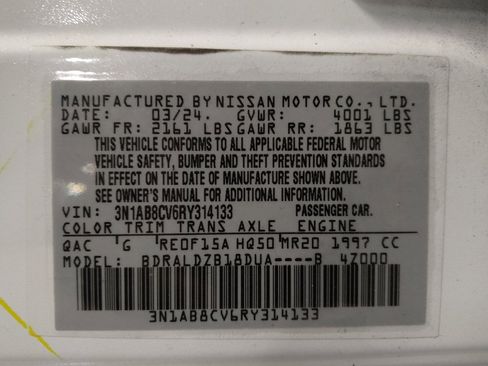 MANUFACTURED BY NISSAN MOTOR CO., LTD.
DATE: 03/24. GVWR: 4001 LBS
GAWR FR: 2161 LBS GAWR RR: 1863 LBS
THIS VEHICLE CONFORMS TO ALL APPLICABLE FEDERAL MOTOR
VEHICLE SAFETY, BUMPER AND THEFT PREVENTION STANDARDS
IN EFFECT ON THE DATE OF MANUFACTURE SHOWN ABOVE.
SEE OWNER'S MANUAL FOR ADDITIONAL INFORMATION.
VIN: 3N1AB8CV6RY314133 PASSENGER CAR.
COLOR TRIM TRANS AXLE ENGINE
QAC 'G RE0F15A HQ50 MR20 1997 CC
MODEL: BDRALDZB18DUA----B 4Z000
3N1AB8CV6RY314133